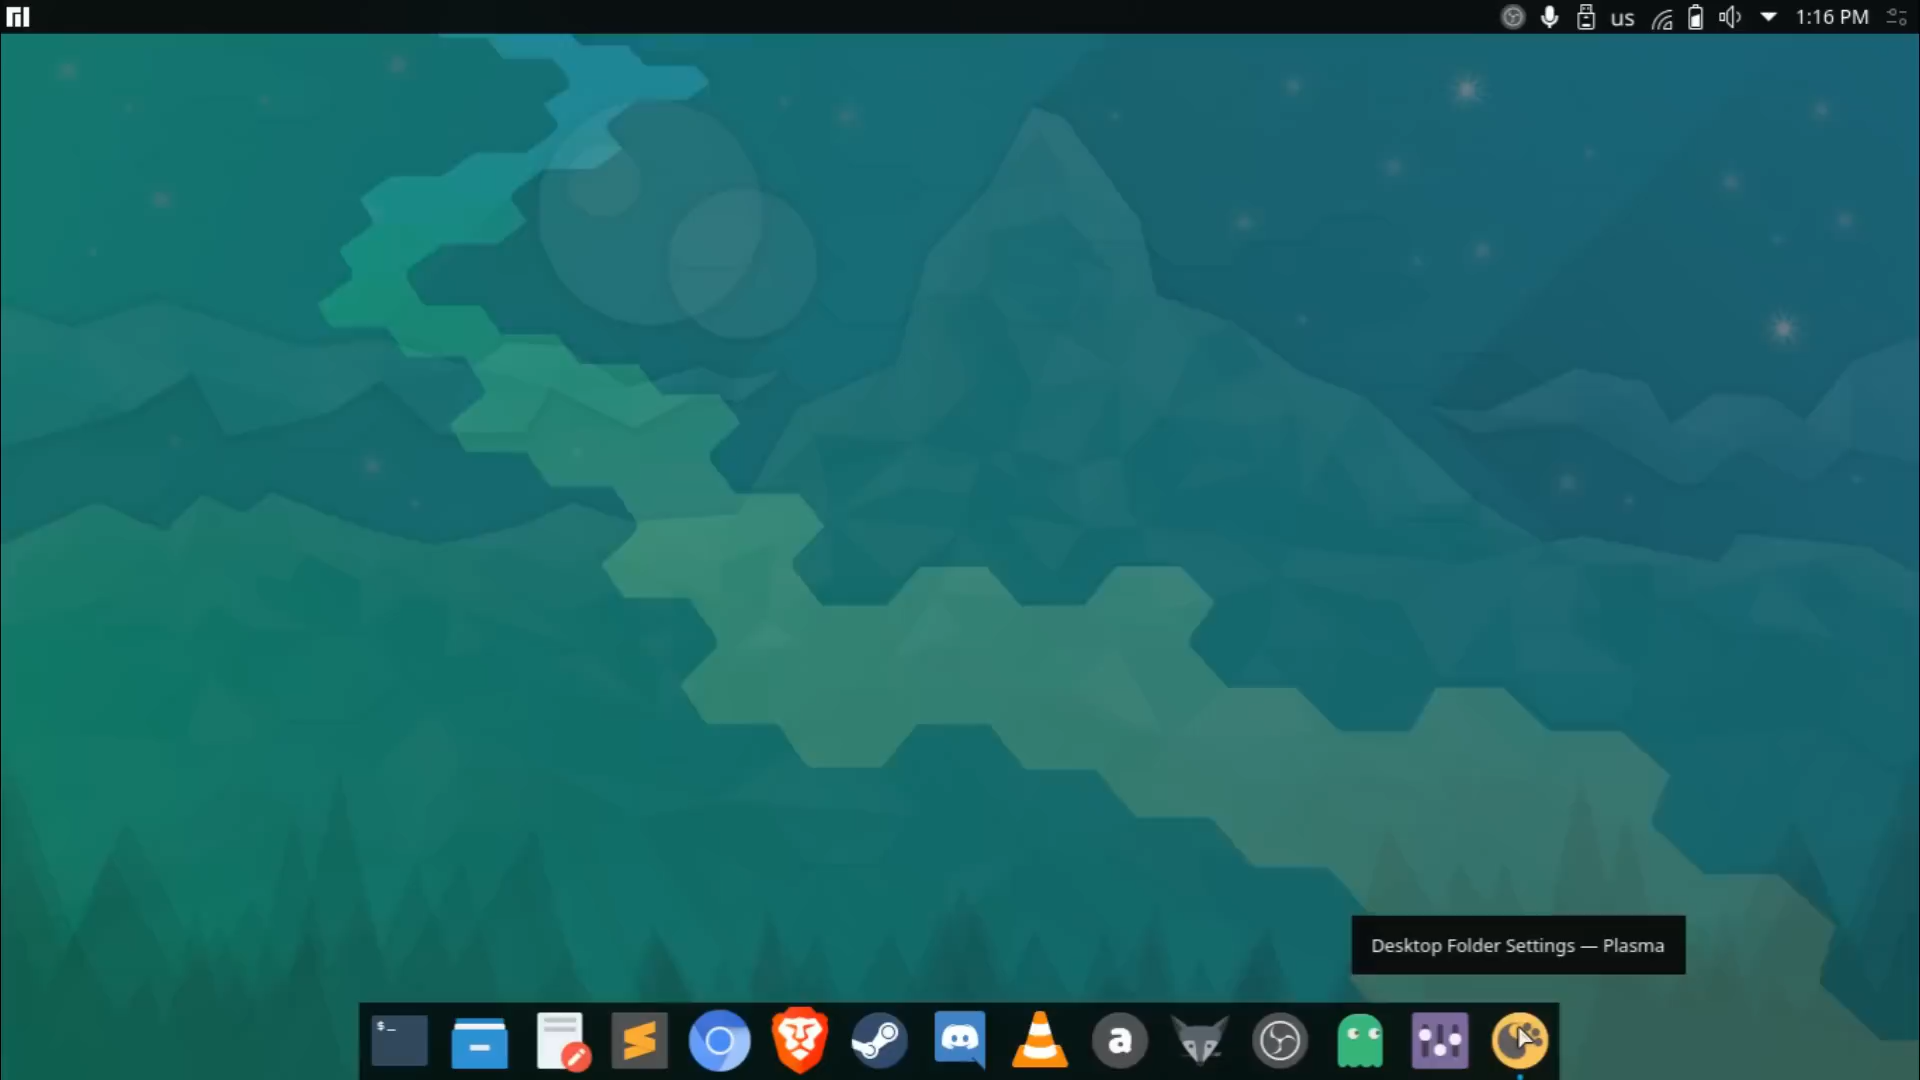 us
1:16 PM
Desktop Folder Settings — Plasma
$_
a